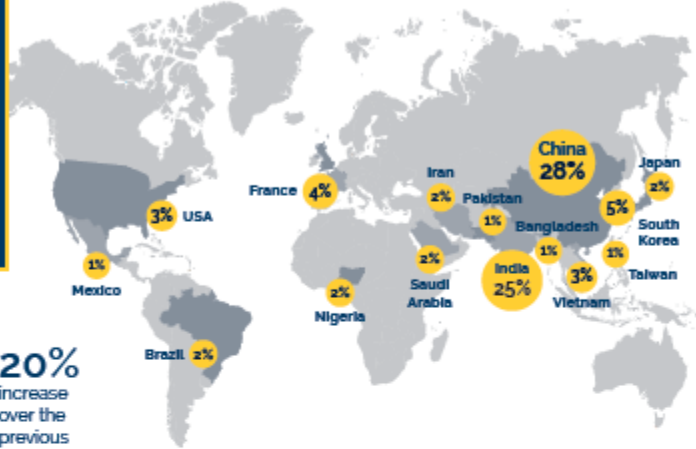 China
28%
Japan
2%
Iran
2%
Pakistan
1%
France
4%
5%
South
Korea
3%
USA
Bangladesh
1%
1%
Taiwan
1%
Mexico
2%
Saudi
Arabia
India
25%
3%
Vietnam
2%
Nigeria
Brazil
2%
20%
increase
over the
previous